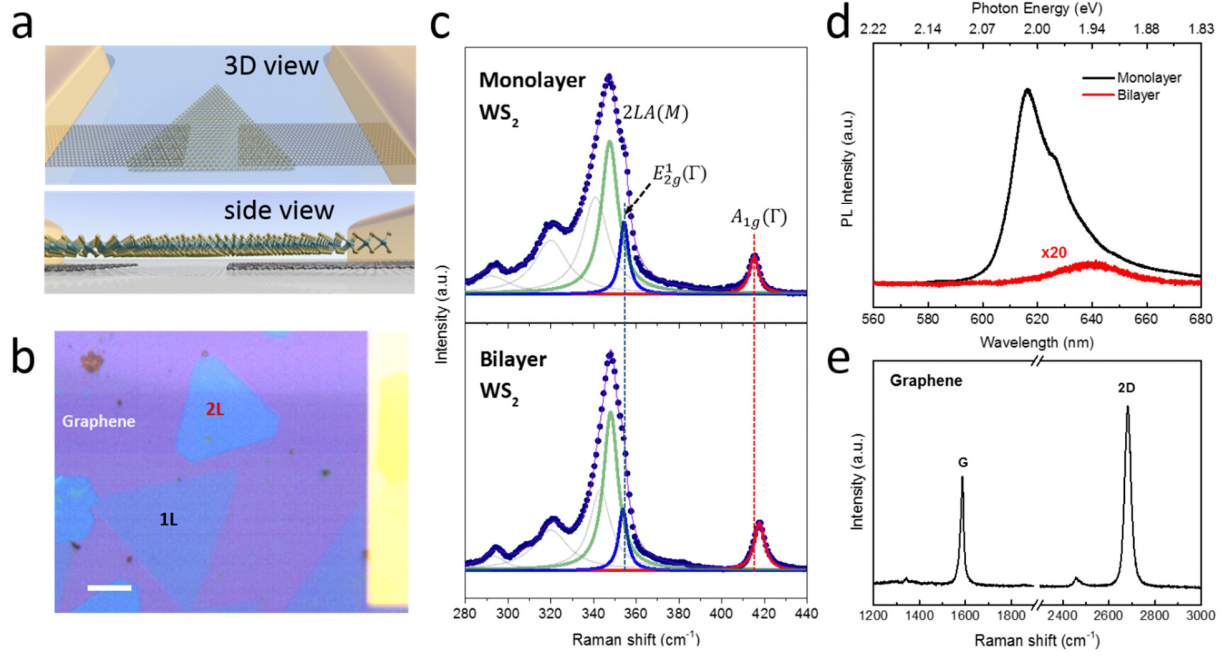 a
3D view
side view
b
Graphene
2L
1L
c
Monolayer
WS₂
2LA(M)
E¹₂g(Γ)
A₁g(Γ)
Bilayer
WS₂
Intensity (a.u.)
280 300 320 340 360 380 400 420 440
Raman shift (cm⁻¹)
d
Photon Energy (eV)
2.22 2.14 2.07 2.00 1.94 1.88 1.83
Monolayer
Bilayer
x20
PL Intensity (a.u.)
560 580 600 620 640 660 680
Wavelength (nm)
e
Graphene
G
2D
Intensity (a.u.)
1200 1400 1600 1800 2400 2600 2800 3000
Raman shift (cm⁻¹)